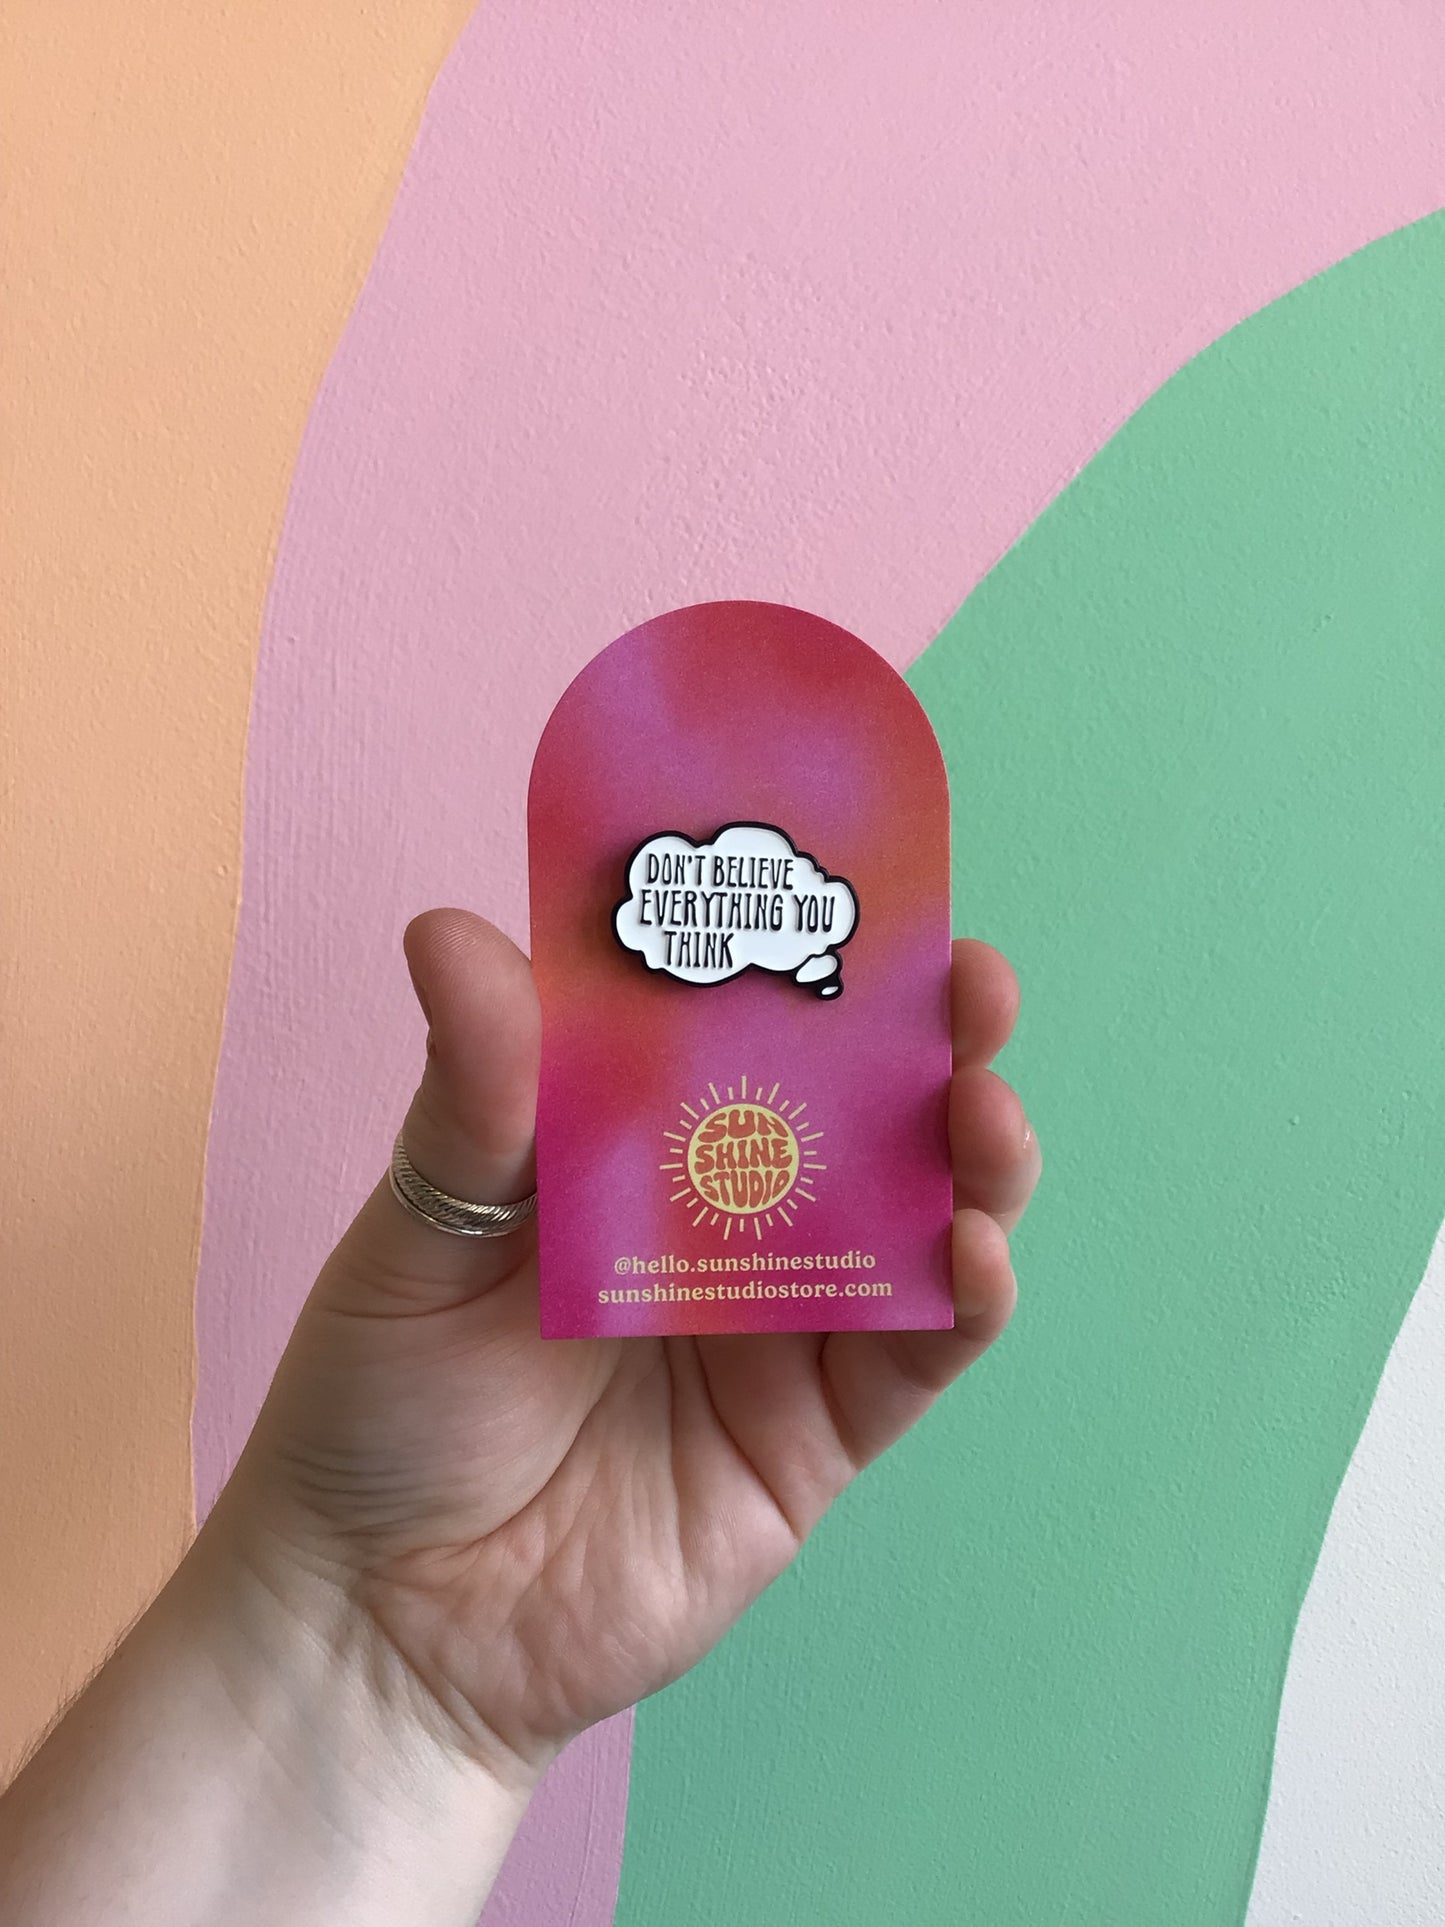 DON'T BELIEVE
EVERYTHING YOU
THINK
SUN
SHINE
STUDIO
@hello.sunshinestudio
sunshinestudiostore.com